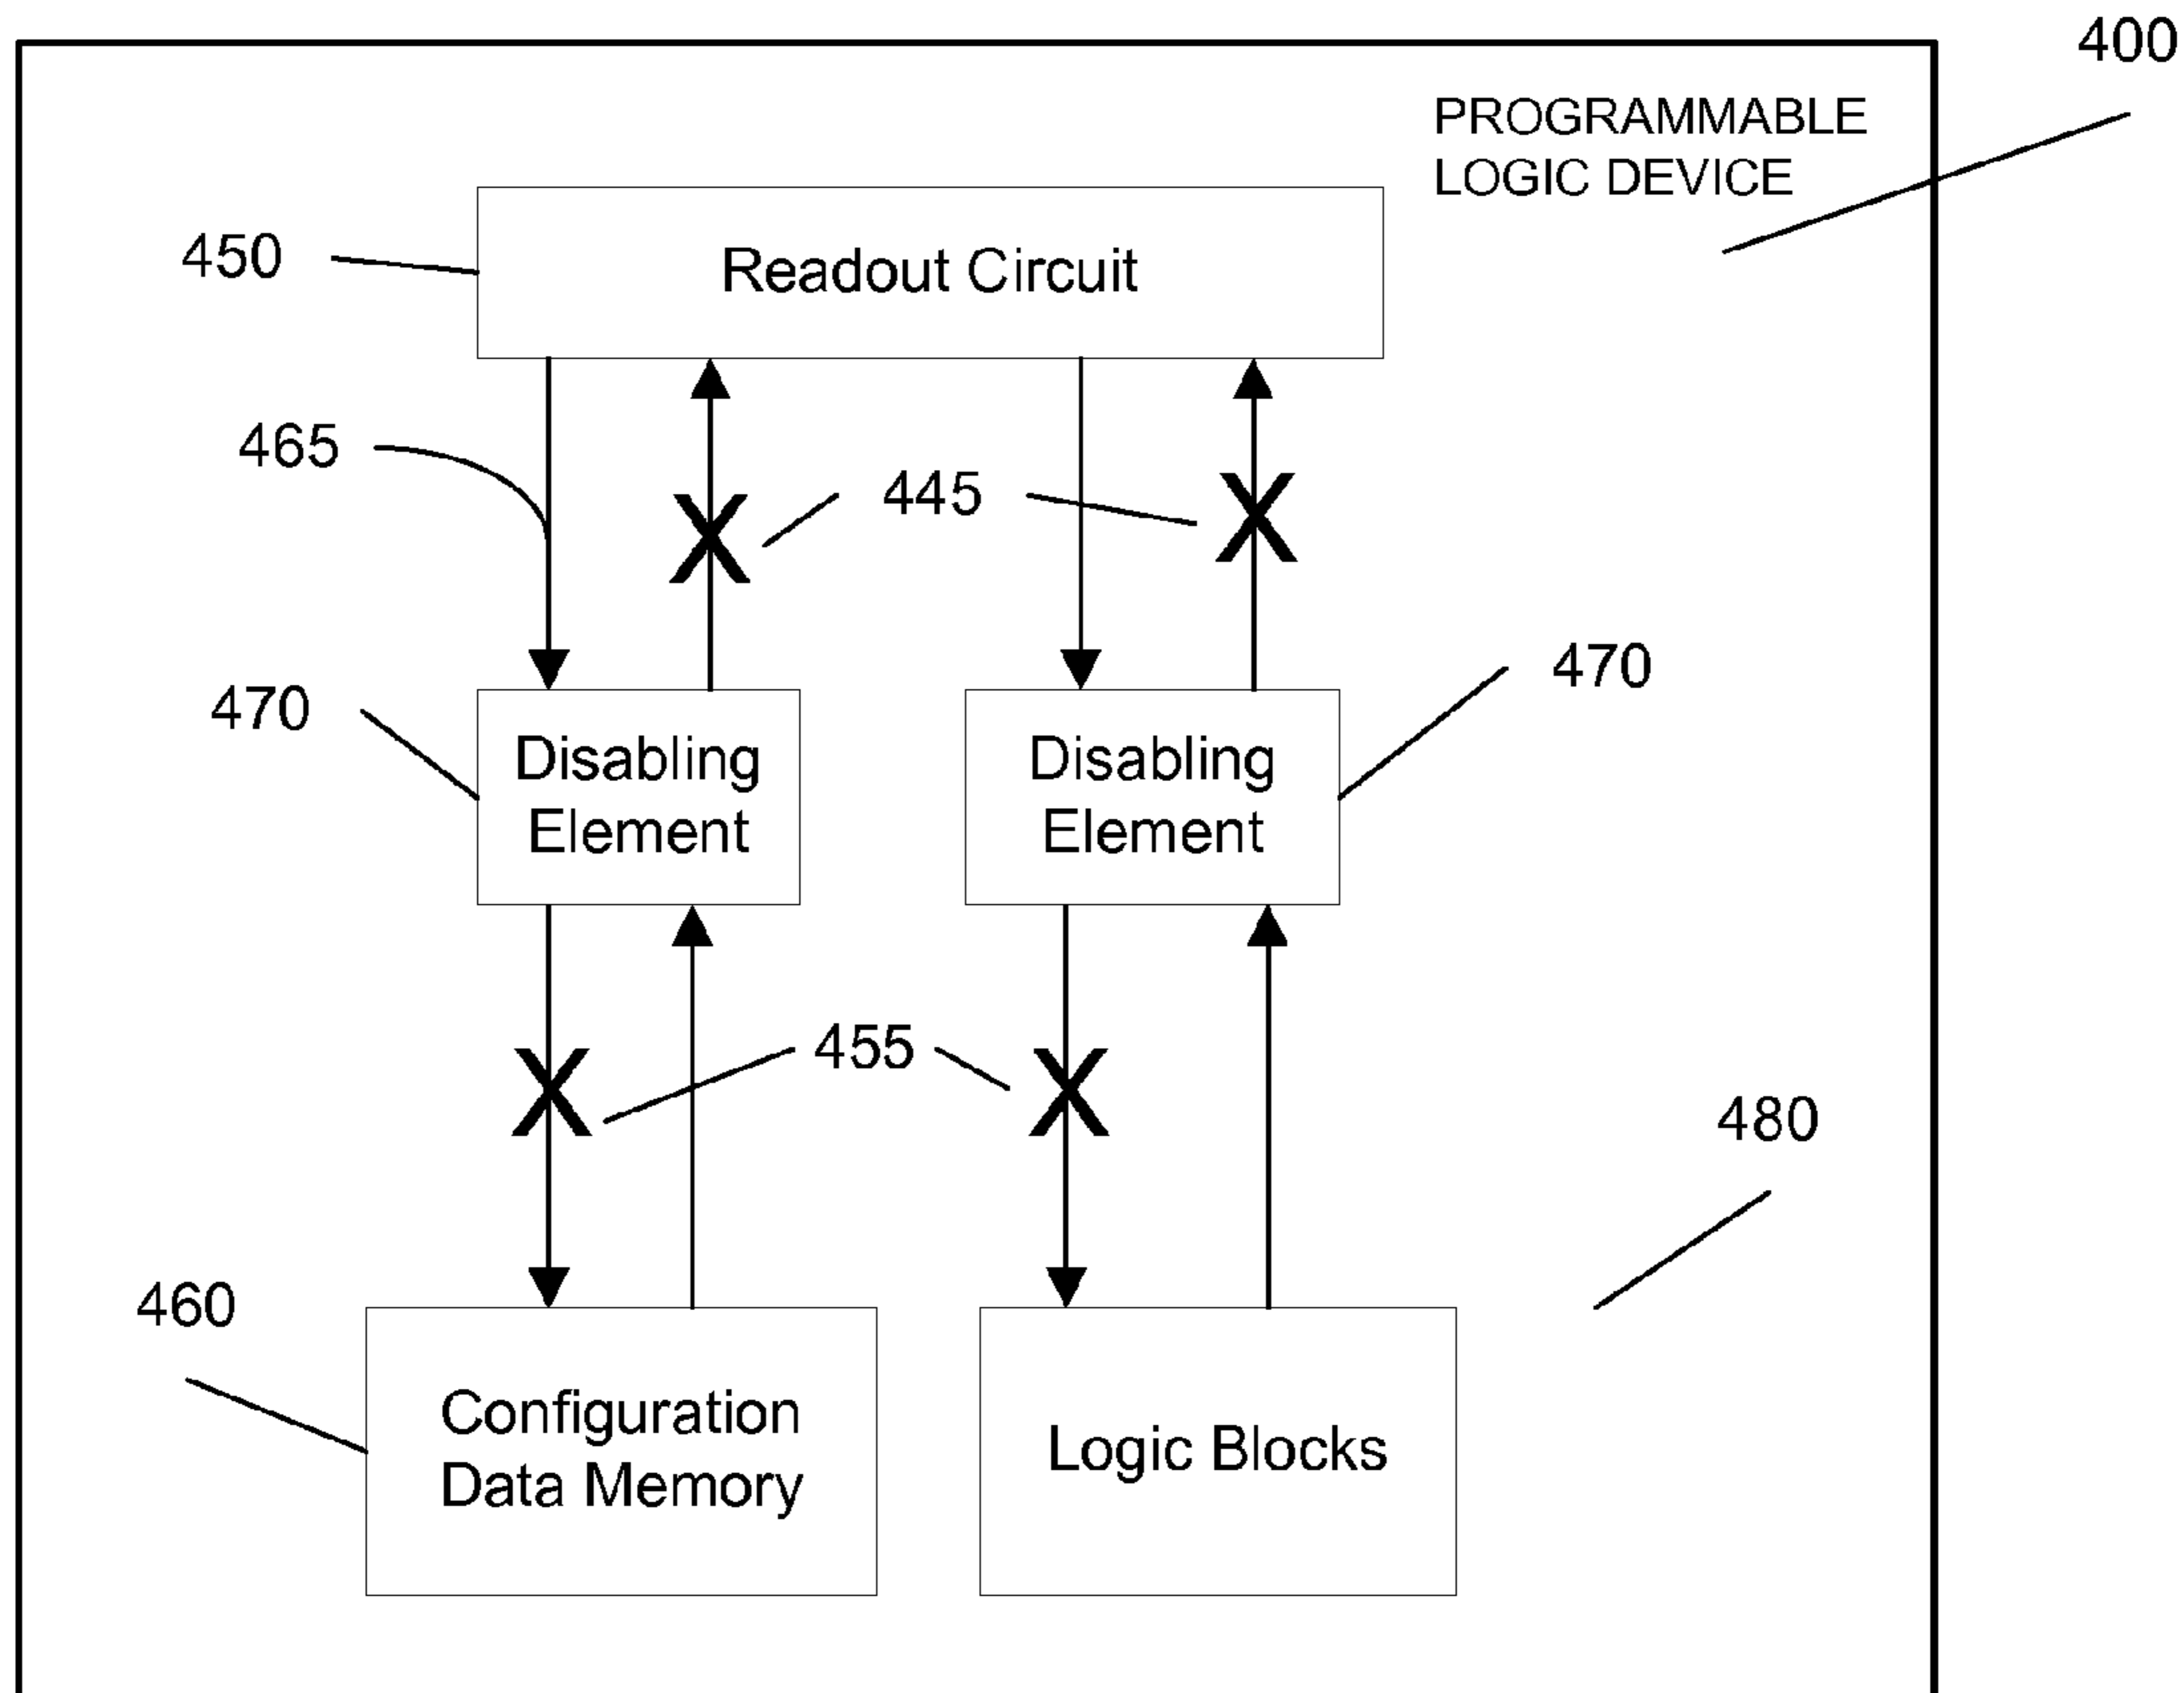 400
PROGRAMMABLE
LOGIC DEVICE
450
Readout Circuit
465
445
X
X
470
470
Disabling
Element
Disabling
Element
455
X
X
480
460
Configuration
Data Memory
Logic Blocks